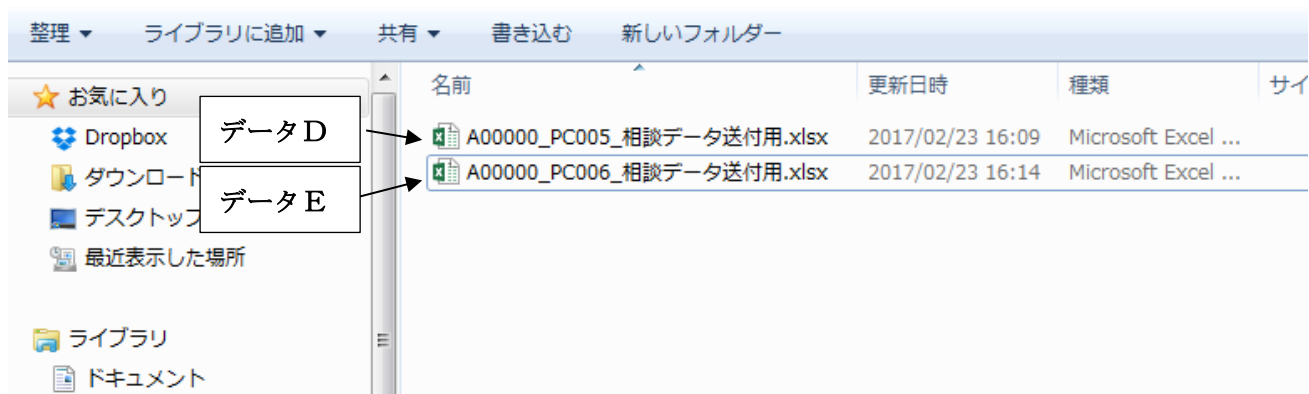 整理 ▼ ライブラリに追加 ▼ 共有 ▼ 書き込む 新しいフォルダー
お気に入り
Dropbox
ダウンロード
デスクトップ
最近表示した場所
ライブラリ
ドキュメント
データD
データE
名前 更新日時 種類 サイ
A00000_PC005_相談データ送付用.xlsx 2017/02/23 16:09 Microsoft Excel ...
A00000_PC006_相談データ送付用.xlsx 2017/02/23 16:14 Microsoft Excel ...